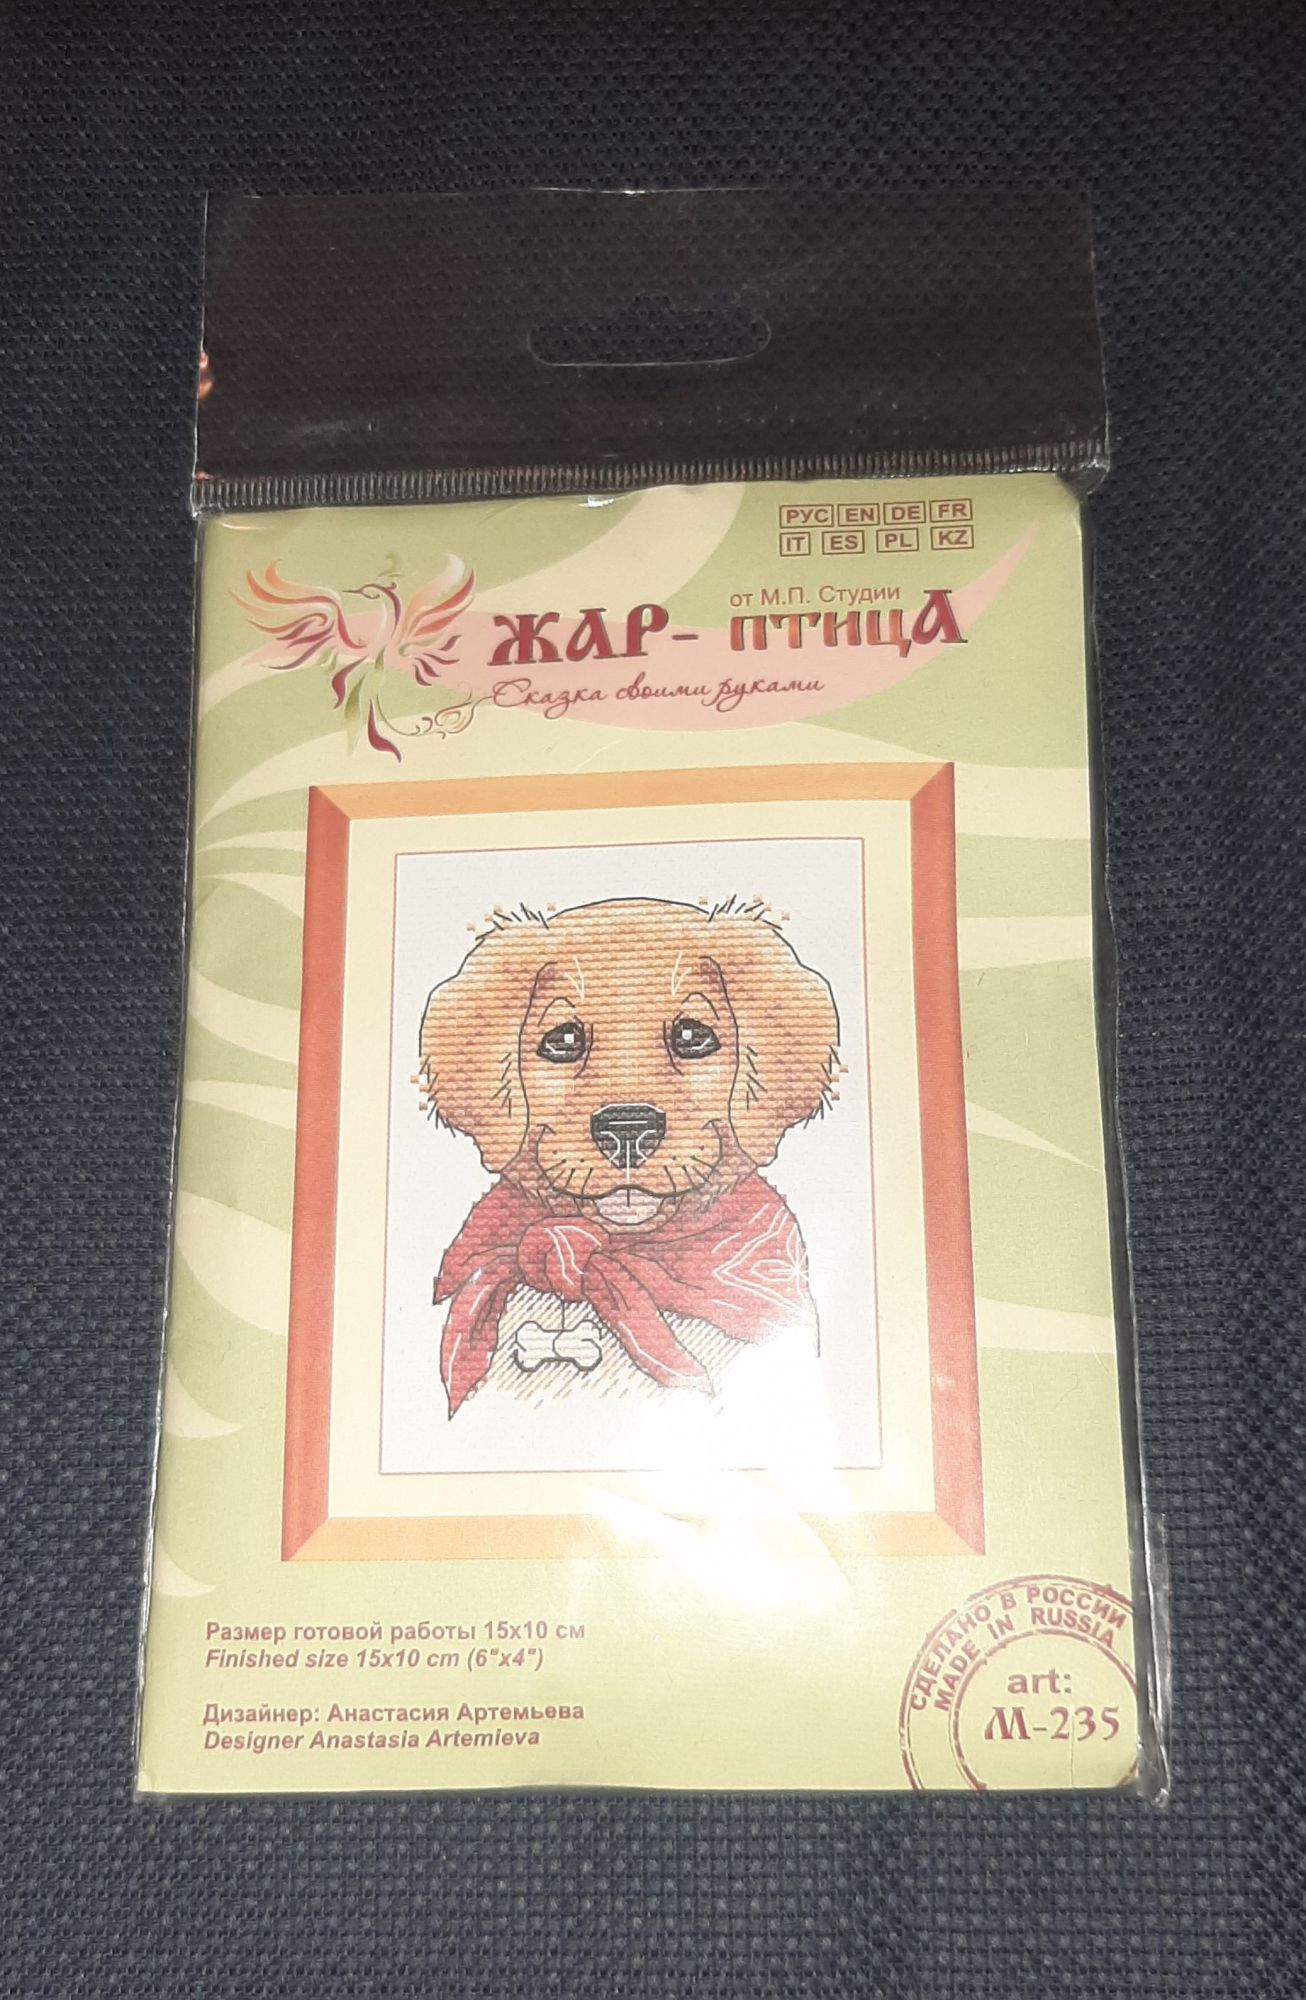 РУС EN DE FR
IT ES PL KZ
от М.П. Студии
ЖАР-ПТИЦА
Сказка своими руками
Размер готовой работы 15х10 см
Finished size 15x10 cm (6"x4")
Дизайнер: Анастасия Артемьева
Designer Anastasia Artemieva
СДЕЛАНО В РОССИИ
MADE IN RUSSIA
art:
М-235